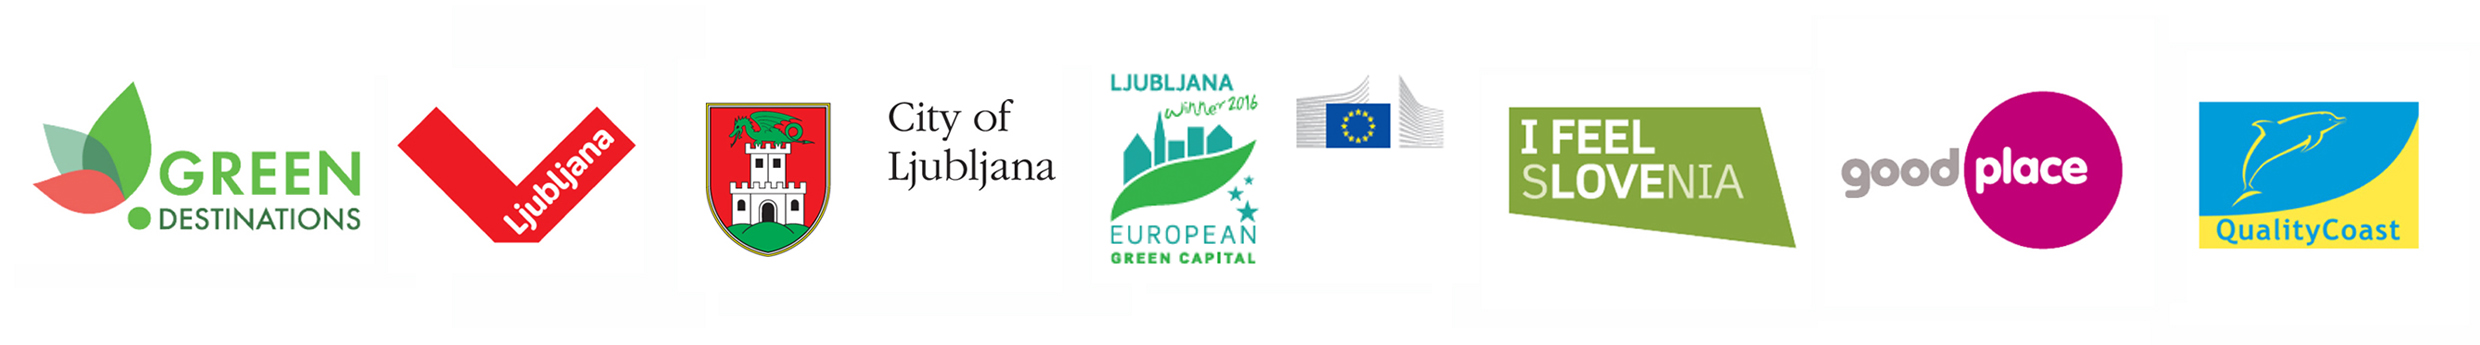 GREEN
DESTINATIONS
Ljubljana
City of
Ljubljana
LJUBLJANA
winner 2016
EUROPEAN
GREEN CAPITAL
I FEEL
SLOVENIA
good place
QualityCoast